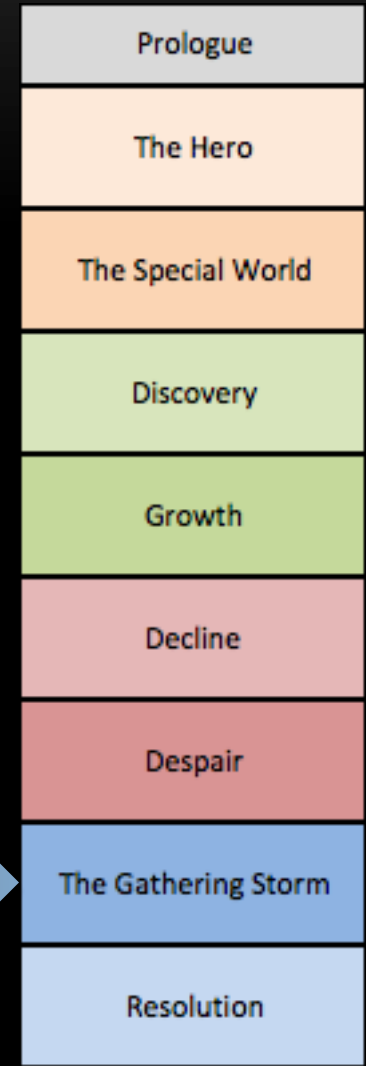 Prologue
The Hero
The Special World
Discovery
Growth
Decline
Despair
The Gathering Storm
Resolution